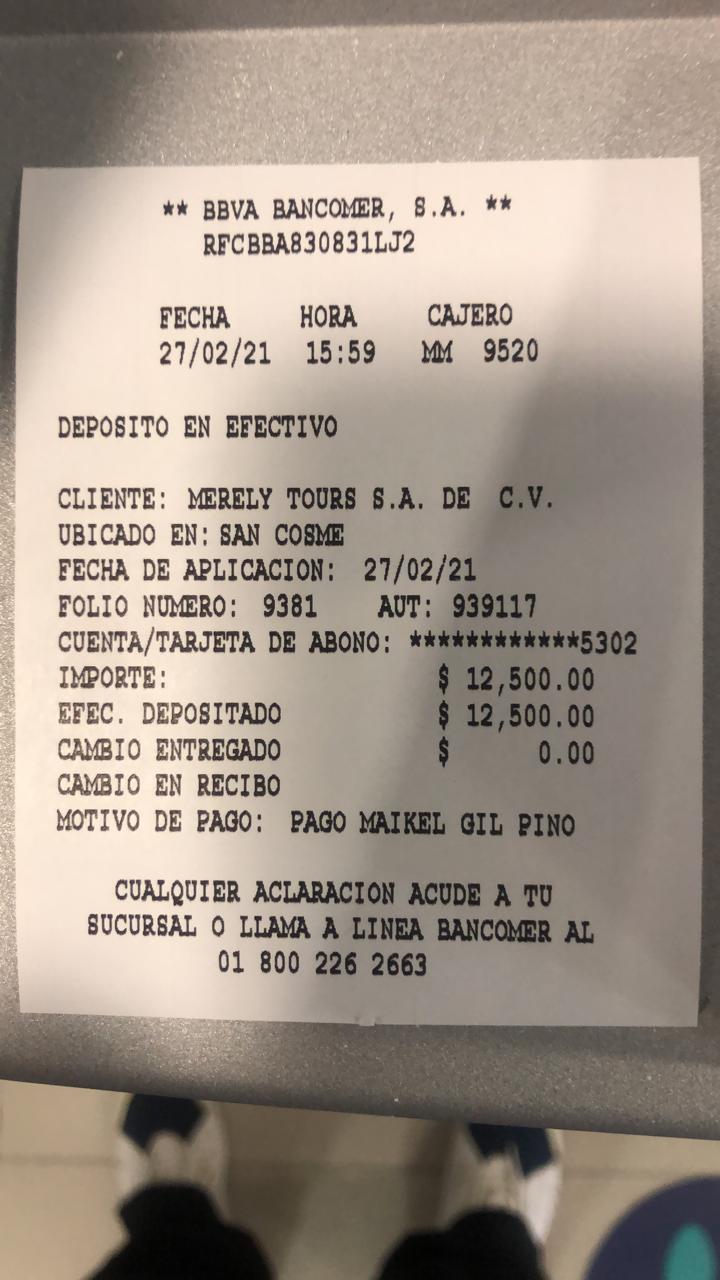 ** BBVA BANCOMER, S.A. **
RFCBBA830831LJ2
FECHA HORA CAJERO
27/02/21 15:59 MM 9520
DEPOSITO EN EFECTIVO
CLIENTE: MERELY TOURS S.A. DE C.V.
UBICADO EN: SAN COSME
FECHA DE APLICACION: 27/02/21
FOLIO NUMERO: 9381 AUT: 939117
CUENTA/TARJETA DE ABONO: ************5302
IMPORTE: $ 12,500.00
EFEC. DEPOSITADO $ 12,500.00
CAMBIO ENTREGADO $ 0.00
CAMBIO EN RECIBO
MOTIVO DE PAGO: PAGO MAIKEL GIL PINO
CUALQUIER ACLARACION ACUDE A TU
SUCURSAL O LLAMA A LINEA BANCOMER AL
01 800 226 2663